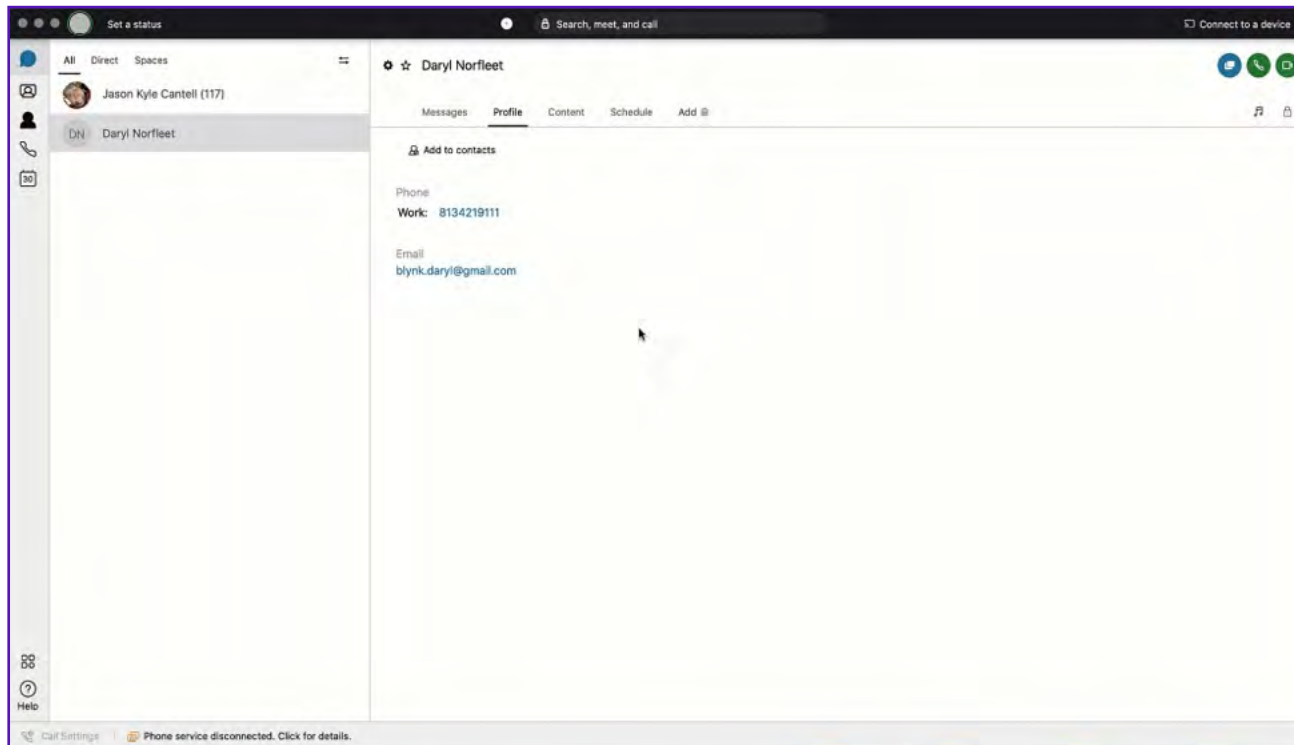 Set a status
Search, meet, and call
Connect to a device
All Direct Spaces
Jason Kyle Cantell (117)
DN Daryl Norfleet
30
Help
Daryl Norfleet
Messages Profile Content Schedule Add
Add to contacts
Phone
Work: 8134219111
Email
blynk.daryl@gmail.com
Call Settings
Phone service disconnected. Click for details.